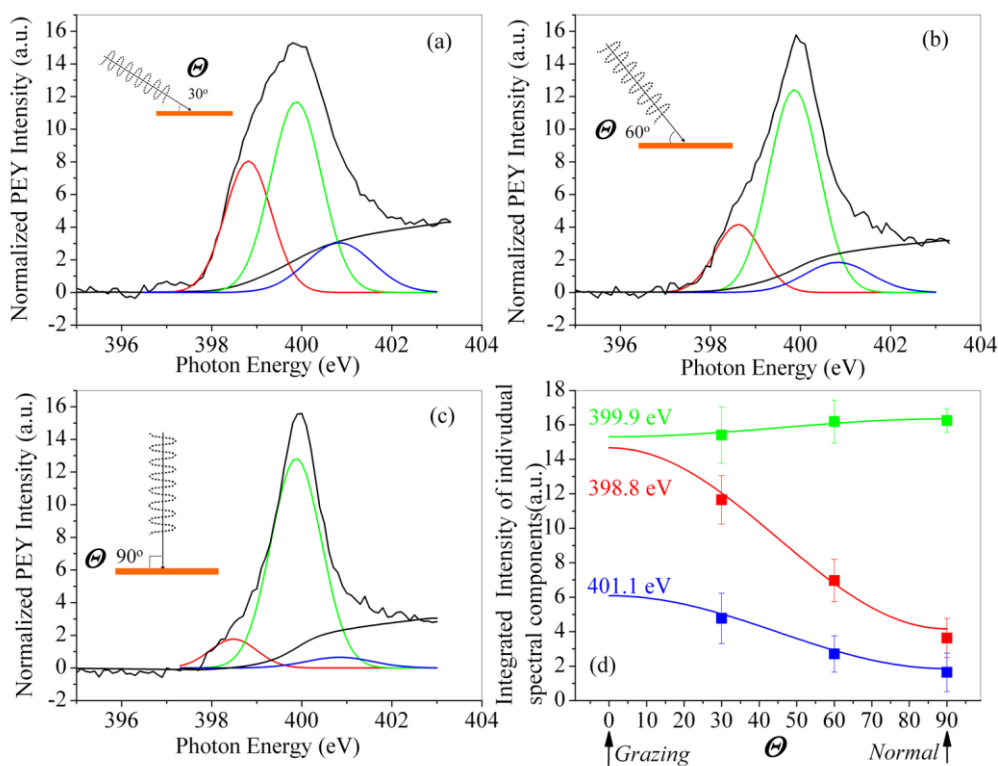 Normalized PEY Intensity (a.u.)
16
14
12
10
8
6
4
2
0
-2
(a)
Θ
30°
396 398 400 402 404
Photon Energy (eV)
Normalized PEY Intensity (a.u.)
16
14
12
10
8
6
4
2
0
-2
(b)
Θ 60°
396 398 400 402 404
Photon Energy (eV)
Normalized PEY Intensity (a.u.)
16
14
12
10
8
6
4
2
0
-2
(c)
Θ 90°
396 398 400 402 404
Photon Energy (eV)
Integrated Intensity of indivudual
spectral components(a.u.)
18
16
14
12
10
8
6
4
2
0
399.9 eV
398.8 eV
401.1 eV
(d)
0 10 20 30 40 50 60 70 80 90
Grazing Θ Normal